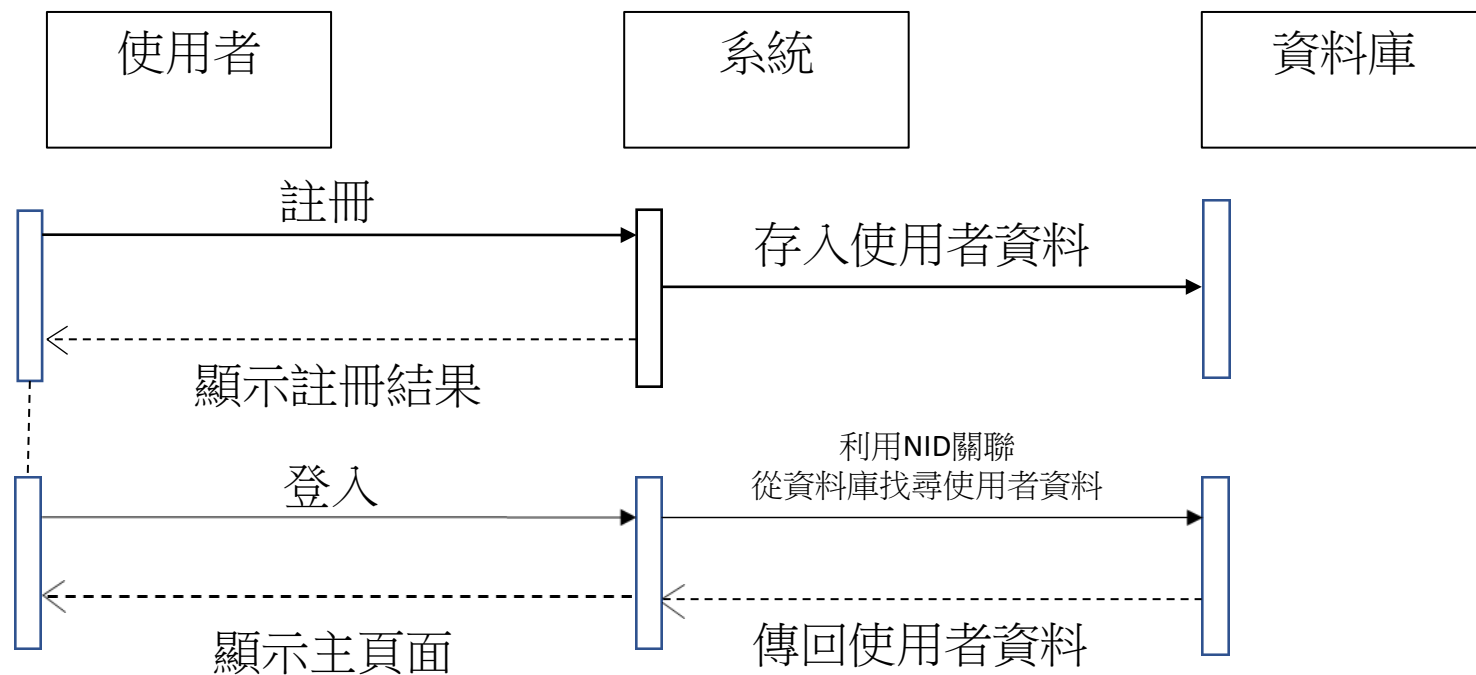 使用者
系統
資料庫
註冊
存入使用者資料
顯示註冊結果
登入
利用NID關聯
從資料庫找尋使用者資料
顯示主頁面
傳回使用者資料